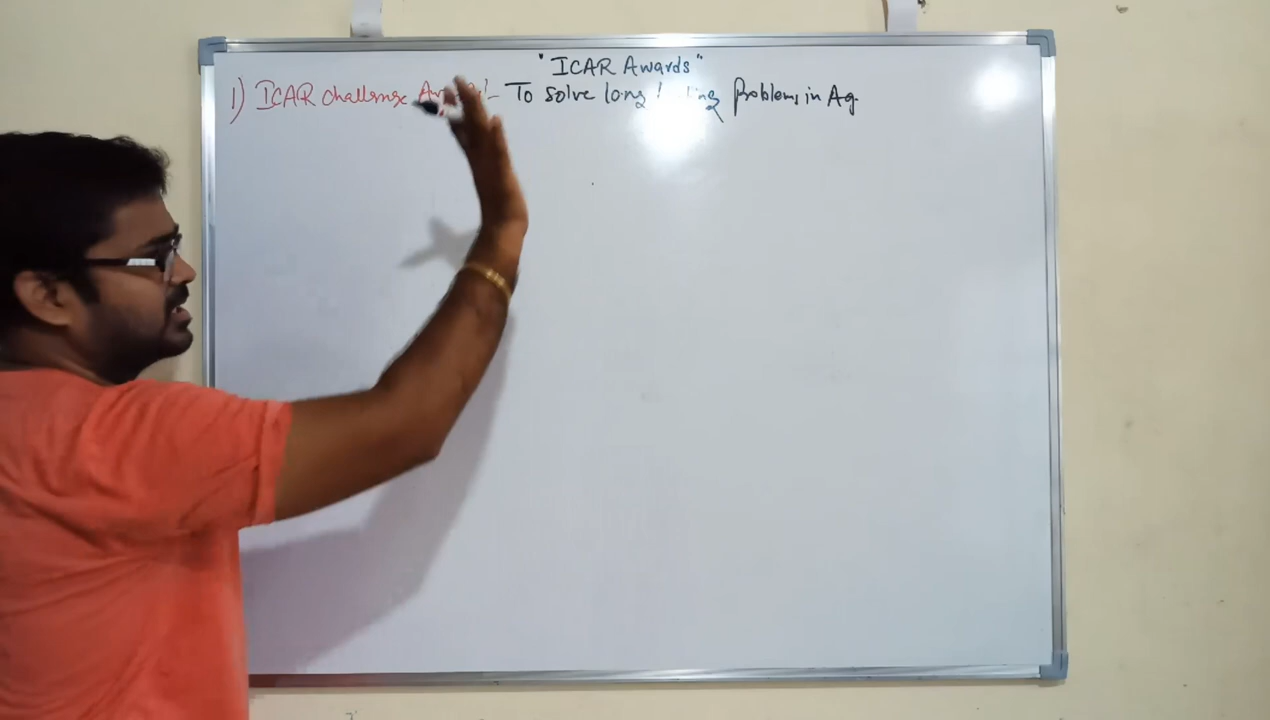 "ICAR Awards"
1) ICAR challenge :- To solve long Problems in Ag.